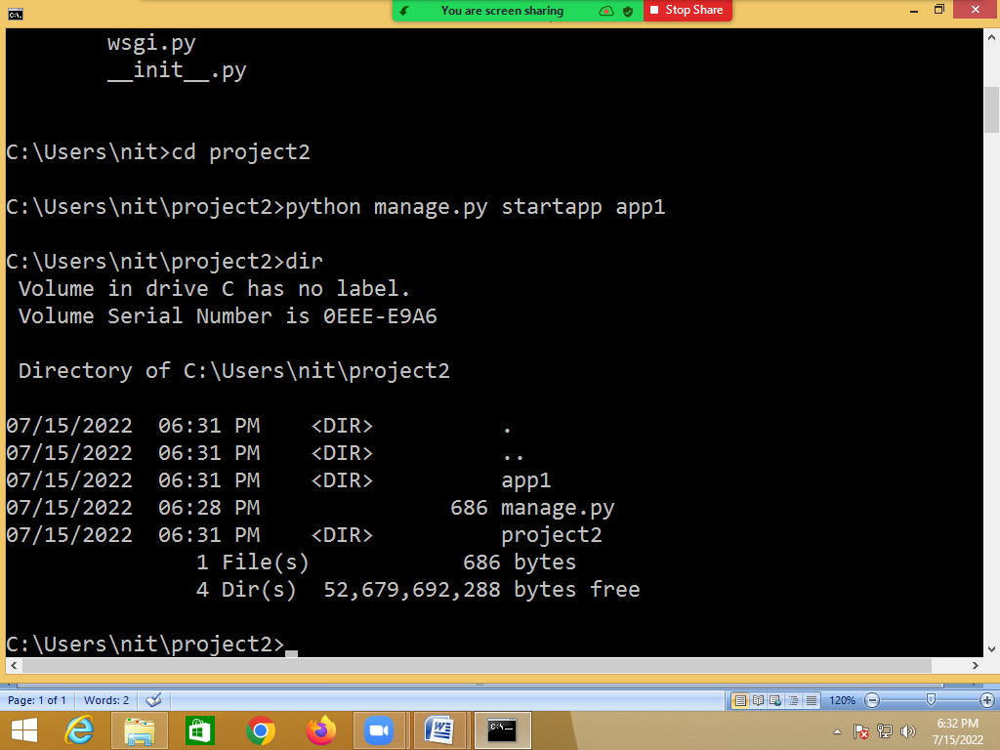 You are screen sharing
Stop Share
wsgi.py
__init__.py
C:\Users\nit>cd project2
C:\Users\nit\project2>python manage.py startapp app1
C:\Users\nit\project2>dir
Volume in drive C has no label.
Volume Serial Number is 0EEE-E9A6
Directory of C:\Users\nit\project2
07/15/2022 06:31 PM <DIR> .
07/15/2022 06:31 PM <DIR> ..
07/15/2022 06:31 PM <DIR> app1
07/15/2022 06:28 PM 686 manage.py
07/15/2022 06:31 PM <DIR> project2
1 File(s) 686 bytes
4 Dir(s) 52,679,692,288 bytes free
C:\Users\nit\project2>_
Page: 1 of 1 Words: 2 120%
6:32 PM
7/15/2022